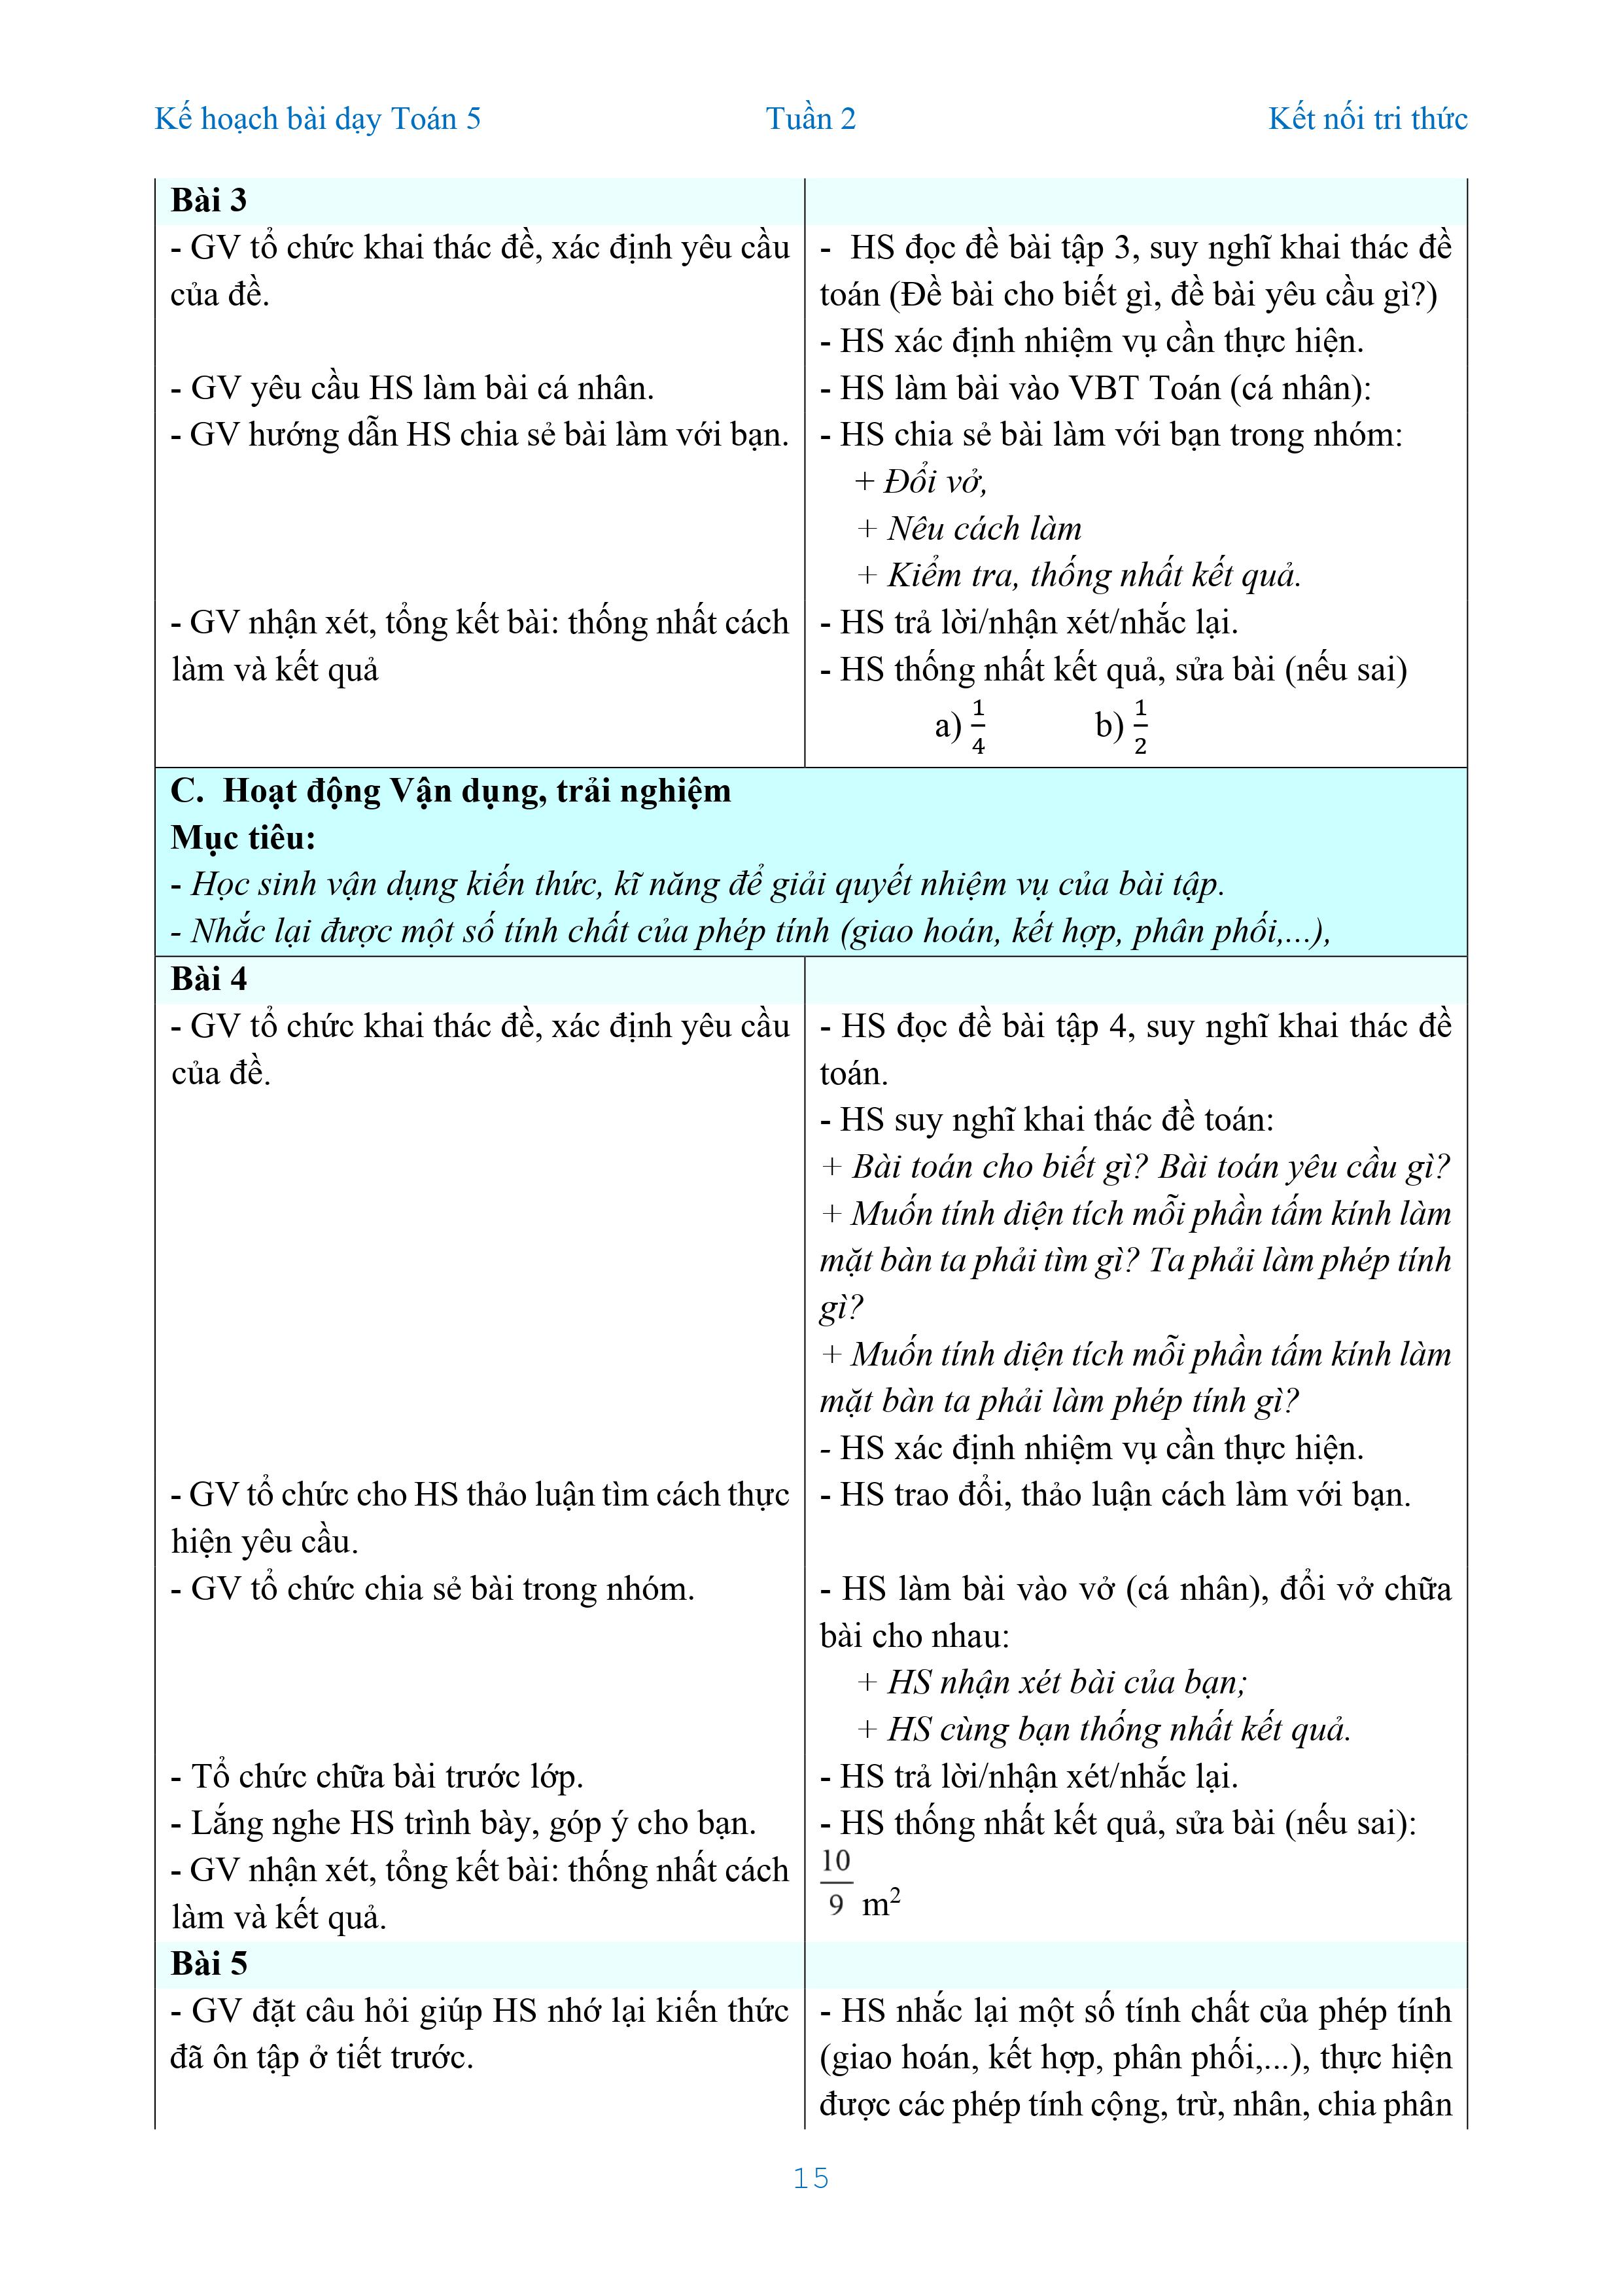 Kế hoạch bài dạy Toán 5 Tuần 2 Kết nối tri thức
Bài 3
- GV tổ chức khai thác đề, xác định yêu cầu
của đề.
- HS đọc đề bài tập 3, suy nghĩ khai thác đề
toán (Đề bài cho biết gì, đề bài yêu cầu gì?)
- HS xác định nhiệm vụ cần thực hiện.
- GV yêu cầu HS làm bài cá nhân.
- HS làm bài vào VBT Toán (cá nhân):
- GV hướng dẫn HS chia sẻ bài làm với bạn.
- HS chia sẻ bài làm với bạn trong nhóm:
+ Đổi vở,
+ Nêu cách làm
+ Kiểm tra, thống nhất kết quả.
- GV nhận xét, tổng kết bài: thống nhất cách
làm và kết quả
- HS trả lời/nhận xét/nhắc lại.
- HS thống nhất kết quả, sửa bài (nếu sai)
a) 1/4 b) 1/2
C. Hoạt động Vận dụng, trải nghiệm
Mục tiêu:
- Học sinh vận dụng kiến thức, kĩ năng để giải quyết nhiệm vụ của bài tập.
- Nhắc lại được một số tính chất của phép tính (giao hoán, kết hợp, phân phối,...),
Bài 4
- GV tổ chức khai thác đề, xác định yêu cầu
của đề.
- HS đọc đề bài tập 4, suy nghĩ khai thác đề
toán.
- HS suy nghĩ khai thác đề toán:
+ Bài toán cho biết gì? Bài toán yêu cầu gì?
+ Muốn tính diện tích mỗi phần tấm kính làm
mặt bàn ta phải tìm gì? Ta phải làm phép tính
gì?
+ Muốn tính diện tích mỗi phần tấm kính làm
mặt bàn ta phải làm phép tính gì?
- HS xác định nhiệm vụ cần thực hiện.
- GV tổ chức cho HS thảo luận tìm cách thực
hiện yêu cầu.
- HS trao đổi, thảo luận cách làm với bạn.
- GV tổ chức chia sẻ bài trong nhóm.
- HS làm bài vào vở (cá nhân), đổi vở chữa
bài cho nhau:
+ HS nhận xét bài của bạn;
+ HS cùng bạn thống nhất kết quả.
- Tổ chức chữa bài trước lớp.
- Lắng nghe HS trình bày, góp ý cho bạn.
- GV nhận xét, tổng kết bài: thống nhất cách
làm và kết quả.
- HS trả lời/nhận xét/nhắc lại.
- HS thống nhất kết quả, sửa bài (nếu sai):
10/9 m²
Bài 5
- GV đặt câu hỏi giúp HS nhớ lại kiến thức
đã ôn tập ở tiết trước.
- HS nhắc lại một số tính chất của phép tính
(giao hoán, kết hợp, phân phối,...), thực hiện
được các phép tính cộng, trừ, nhân, chia phân
15